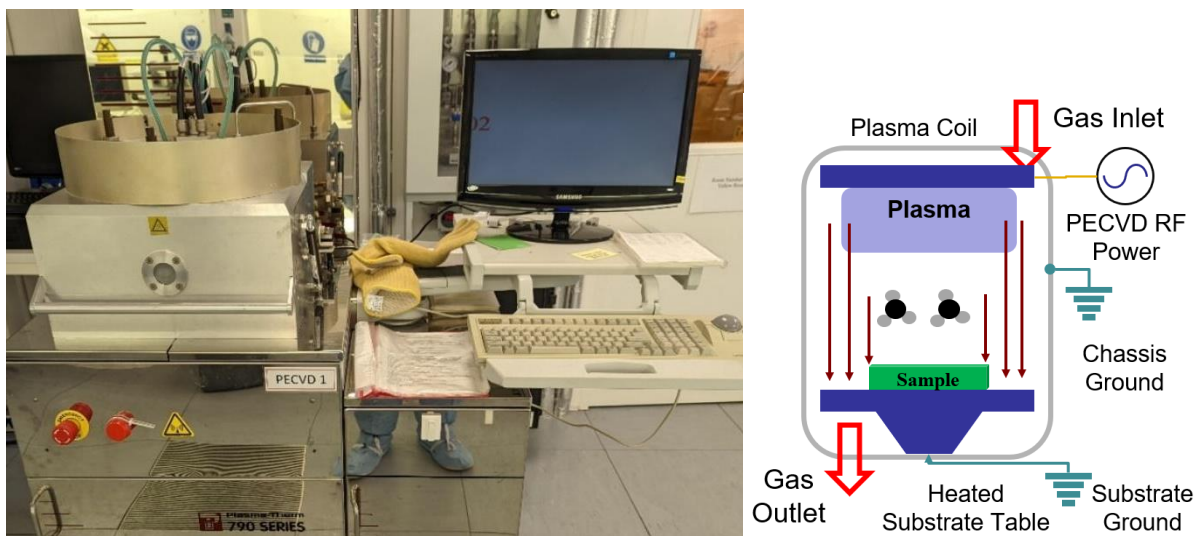 02
SAMSUNG
PECVD 1
Plasma-Therm
790 SERIES
Plasma Coil
Gas Inlet
Plasma
PECVD RF
Power
Chassis
Ground
Sample
Gas
Outlet
Heated
Substrate Table
Substrate
Ground